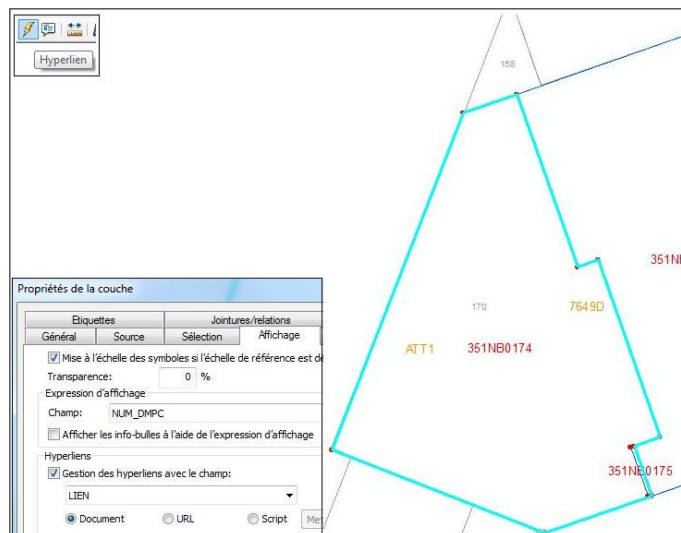 Hyperlien
158
351N
170
7649D
ATT1
351NB0174
351NB0175
Propriétés de la couche
Etiquettes
Jointures/relations
Général
Source
Sélection
Affichage
Mise à l'échelle des symboles si l'échelle de référence est dé
Transparence:
0 %
Expression d'affichage
Champ:
NUM_DMPC
Afficher les info-bulles à l'aide de l'expression d'affichage
Hyperliens
Gestion des hyperliens avec le champ:
LIEN
Document
URL
Script